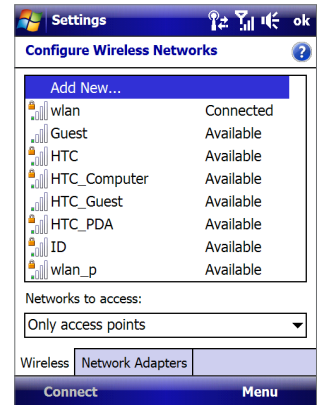 Settings ok
Configure Wireless Networks ?
Add New...
wlan Connected
Guest Available
HTC Available
HTC_Computer Available
HTC_Guest Available
HTC_PDA Available
ID Available
wlan_p Available
Networks to access:
Only access points
Wireless Network Adapters
Connect Menu